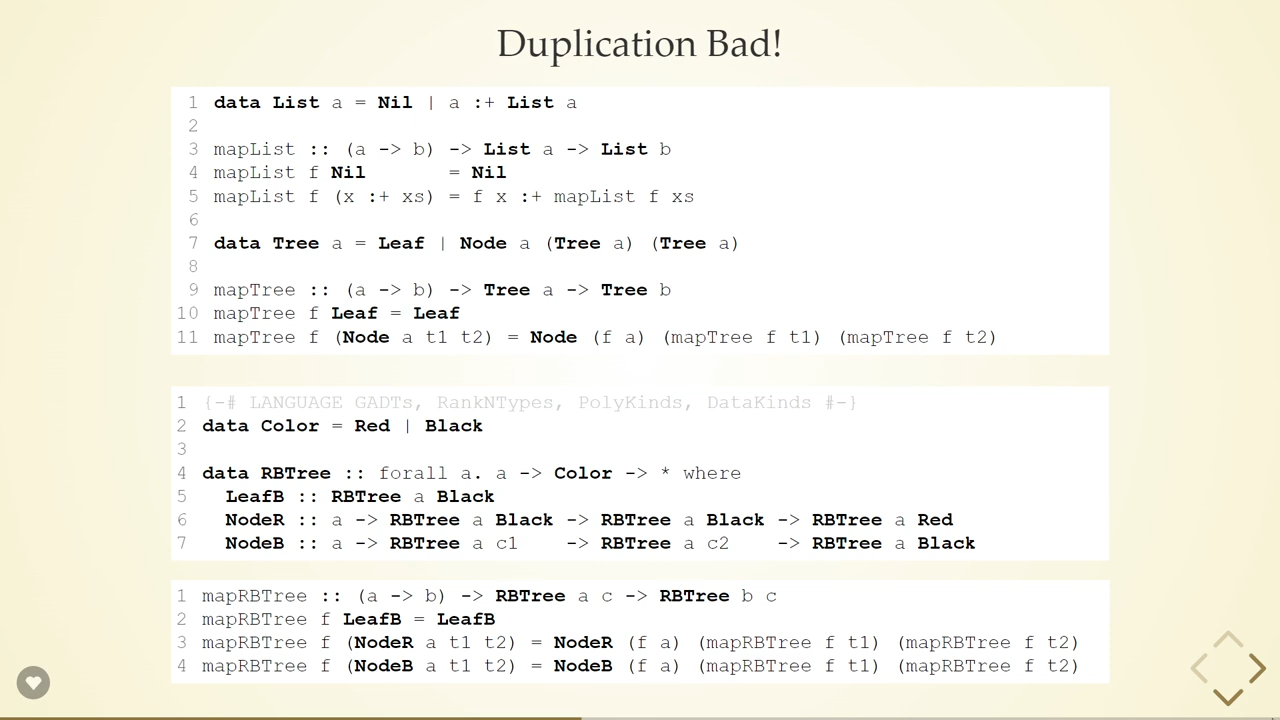 Duplication Bad!
1 data List a = Nil | a :+ List a
2
3 mapList :: (a -> b) -> List a -> List b
4 mapList f Nil       = Nil
5 mapList f (x :+ xs) = f x :+ mapList f xs
6
7 data Tree a = Leaf | Node a (Tree a) (Tree a)
8
9 mapTree :: (a -> b) -> Tree a -> Tree b
10 mapTree f Leaf = Leaf
11 mapTree f (Node a t1 t2) = Node (f a) (mapTree f t1) (mapTree f t2)
1 {-# LANGUAGE GADTs, RankNTypes, PolyKinds, DataKinds #-}
2 data Color = Red | Black
3
4 data RBTree :: forall a. a -> Color -> * where
5   LeafB :: RBTree a Black
6   NodeR :: a -> RBTree a Black -> RBTree a Black -> RBTree a Red
7   NodeB :: a -> RBTree a c1    -> RBTree a c2    -> RBTree a Black
1 mapRBTree :: (a -> b) -> RBTree a c -> RBTree b c
2 mapRBTree f LeafB = LeafB
3 mapRBTree f (NodeR a t1 t2) = NodeR (f a) (mapRBTree f t1) (mapRBTree f t2)
4 mapRBTree f (NodeB a t1 t2) = NodeB (f a) (mapRBTree f t1) (mapRBTree f t2)